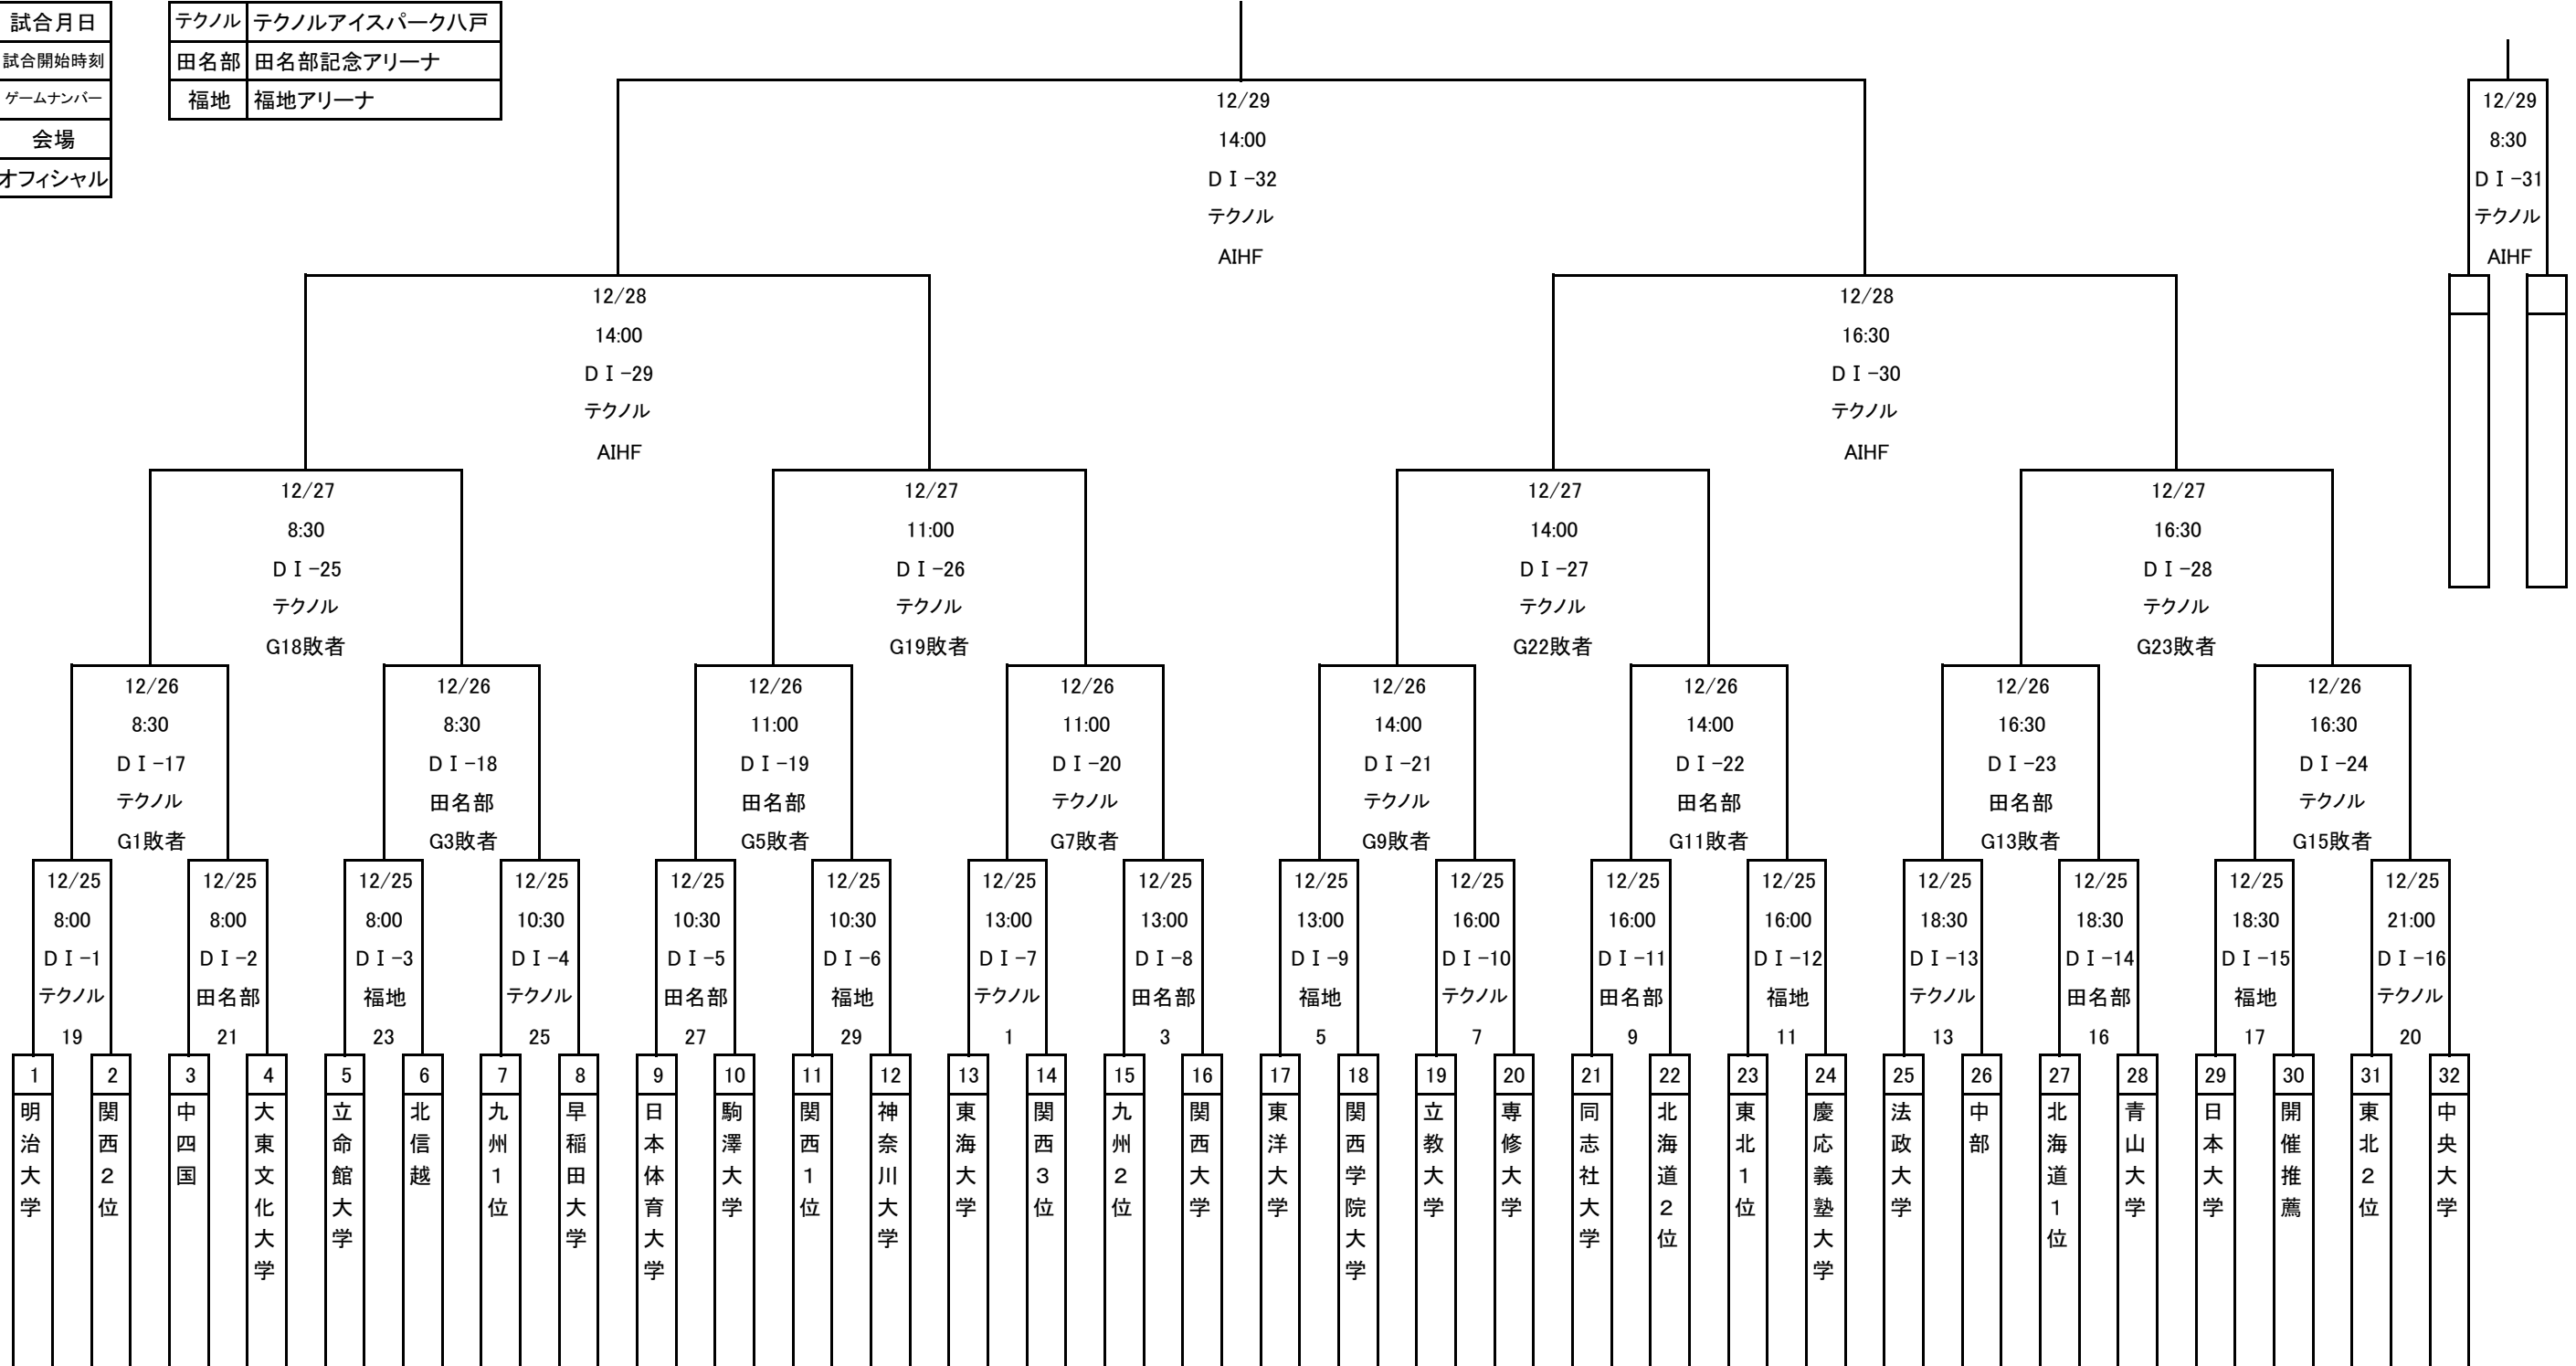 試合月日
試合開始時刻
ゲームナンバー
会場
オフィシャル
テクノル テクノルアイスパーク八戸
田名部 田名部記念アリーナ
福地 福地アリーナ
12/29
14:00
DⅠ-32
テクノル
AIHF
12/29
8:30
DⅠ-31
テクノル
AIHF
12/28 12/28
14:00 16:30
DⅠ-29 DⅠ-30
テクノル テクノル
AIHF AIHF
12/27 12/27 12/27 12/27
8:30 11:00 14:00 16:30
DⅠ-25 DⅠ-26 DⅠ-27 DⅠ-28
テクノル テクノル テクノル テクノル
G18敗者 G19敗者 G22敗者 G23敗者
12/26 12/26 12/26 12/26 12/26 12/26 12/26 12/26
8:30 8:30 11:00 11:00 14:00 14:00 16:30 16:30
DⅠ-17 DⅠ-18 DⅠ-19 DⅠ-20 DⅠ-21 DⅠ-22 DⅠ-23 DⅠ-24
テクノル 田名部 田名部 テクノル テクノル 田名部 田名部 テクノル
G1敗者 G3敗者 G5敗者 G7敗者 G9敗者 G11敗者 G13敗者 G15敗者
12/25 12/25 12/25 12/25 12/25 12/25 12/25 12/25 12/25 12/25 12/25 12/25 12/25 12/25 12/25 12/25
8:00 8:00 8:00 10:30 10:30 10:30 13:00 13:00 13:00 16:00 16:00 16:00 18:30 18:30 18:30 21:00
DⅠ-1 DⅠ-2 DⅠ-3 DⅠ-4 DⅠ-5 DⅠ-6 DⅠ-7 DⅠ-8 DⅠ-9 DⅠ-10 DⅠ-11 DⅠ-12 DⅠ-13 DⅠ-14 DⅠ-15 DⅠ-16
テクノル 田名部 福地 テクノル 田名部 福地 テクノル 田名部 福地 テクノル 田名部 福地 テクノル 田名部 福地 テクノル
19 21 23 25 27 29 1 3 5 7 9 11 13 16 17 20
1 2 3 4 5 6 7 8 9 10 11 12 13 14 15 16 17 18 19 20 21 22 23 24 25 26 27 28 29 30 31 32
明治大学
関西2位
中四国
大東文化大学
立命館大学
北信越
九州1位
早稲田大学
日本体育大学
駒澤大学
関西1位
神奈川大学
東海大学
関西3位
九州2位
関西大学
東洋大学
関西学院大学
立教大学
専修大学
同志社大学
北海道2位
東北1位
慶応義塾大学
法政大学
中部
北海道1位
青山大学
日本大学
開催推薦
東北2位
中央大学